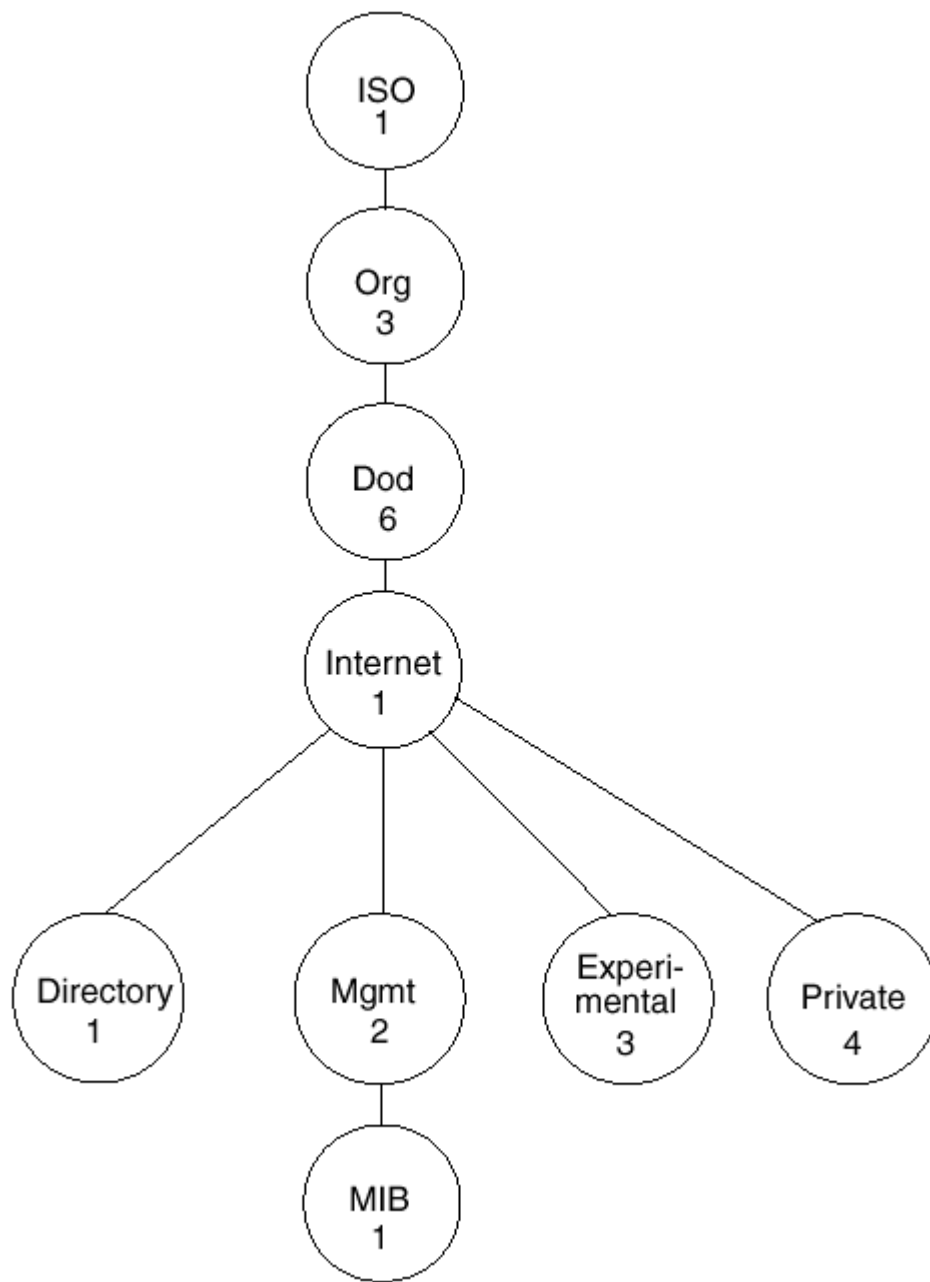 ISO
1
Org
3
Dod
6
Internet
1
Directory
1
Mgmt
2
Experi-
mental
3
Private
4
MIB
1